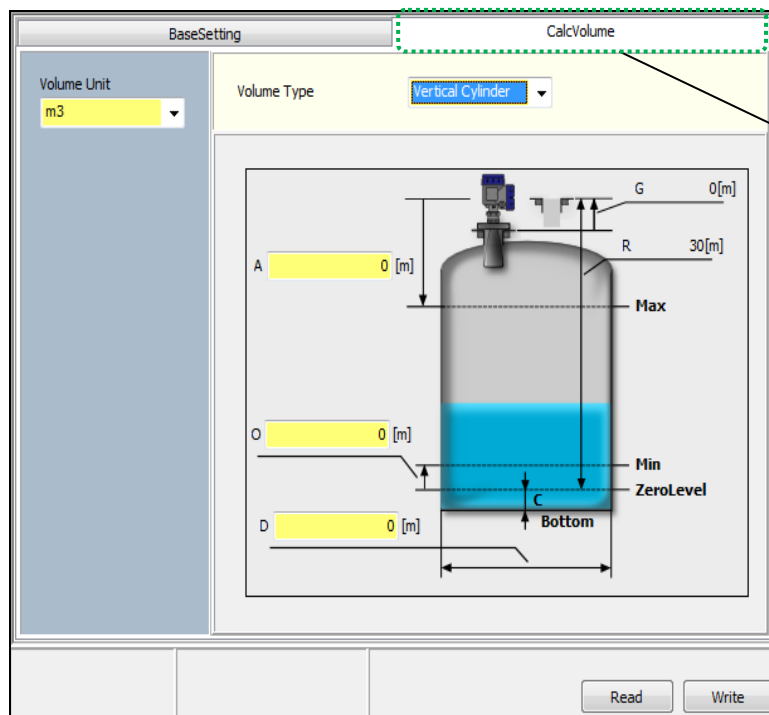 BaseSetting CalcVolume
Volume Unit
m3
Volume Type Vertical Cylinder
G 0[m]
R 30[m]
A 0 [m]
Max
O 0 [m]
Min
ZeroLevel
C
Bottom
D 0 [m]
Read Write